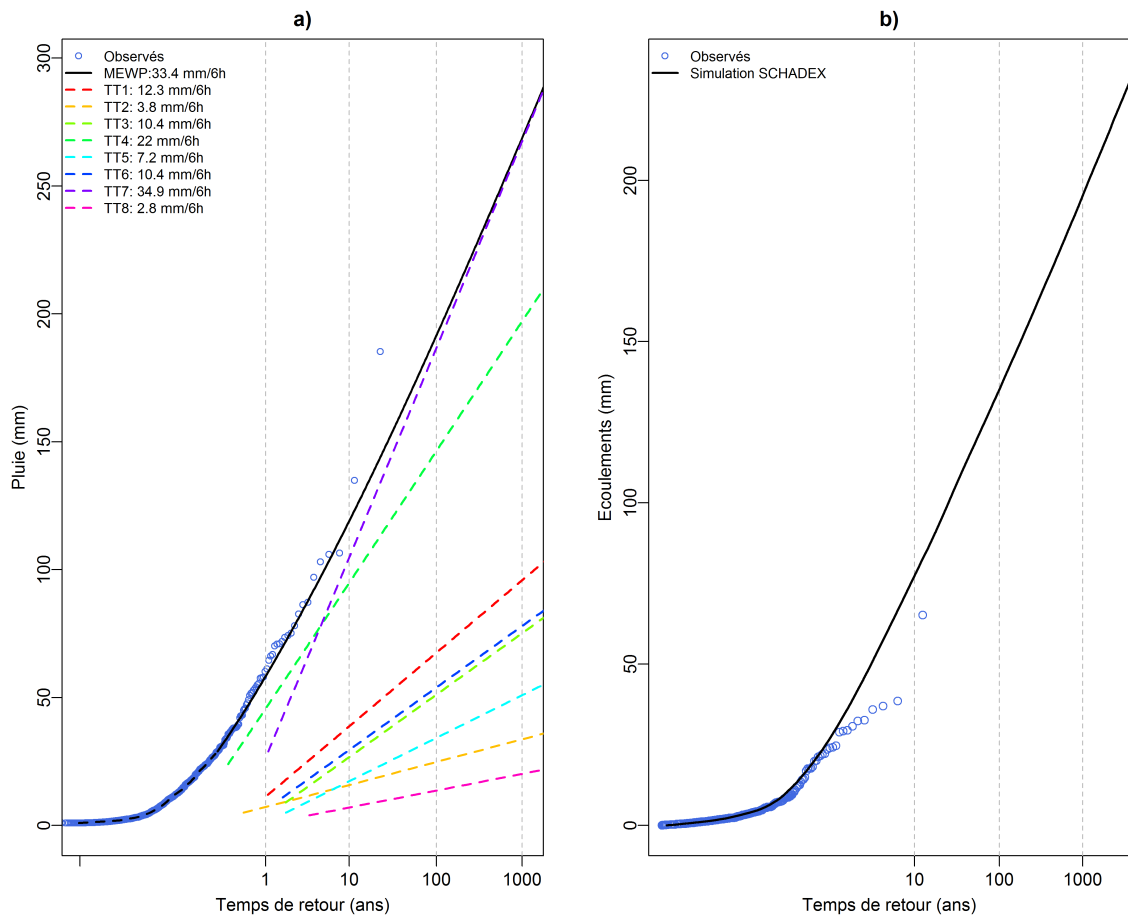 a)
Observés
MEWP:33.4 mm/6h
TT1: 12.3 mm/6h
TT2: 3.8 mm/6h
TT3: 10.4 mm/6h
TT4: 22 mm/6h
TT5: 7.2 mm/6h
TT6: 10.4 mm/6h
TT7: 34.9 mm/6h
TT8: 2.8 mm/6h
Pluie (mm)
300
250
200
150
100
50
0
1 10 100 1000
Temps de retour (ans)
b)
Observés
Simulation SCHADEX
Ecoulements (mm)
200
150
100
50
0
10 100 1000
Temps de retour (ans)